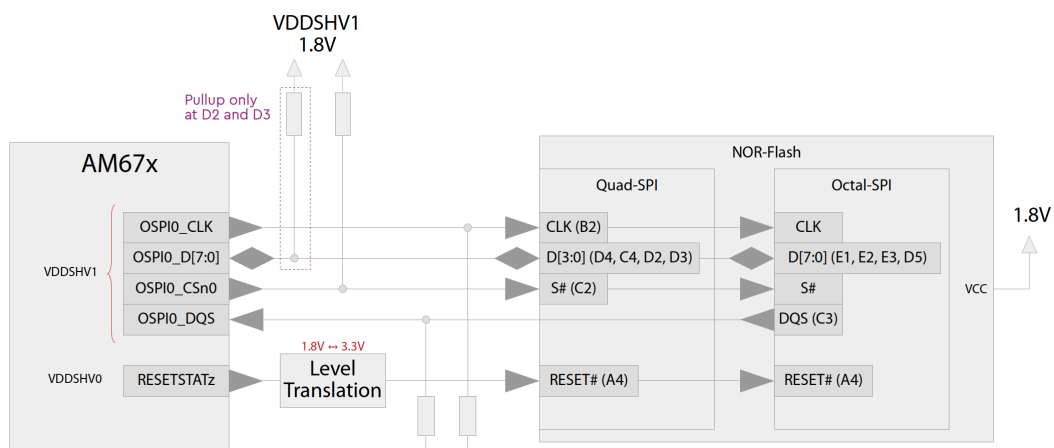 VDDSHV1
1.8V
Pullup only
at D2 and D3
AM67x
NOR-Flash
Quad-SPI
Octal-SPI
1.8V
VDDSHV1
OSPI0_CLK
CLK (B2)
CLK
OSPI0_D[7:0]
D[3:0] (D4, C4, D2, D3)
D[7:0] (E1, E2, E3, D5)
OSPI0_CSn0
S# (C2)
S#
VCC
OSPI0_DQS
DQS (C3)
1.8V ↔ 3.3V
VDDSHV0
RESETSTATz
Level
Translation
RESET# (A4)
RESET# (A4)